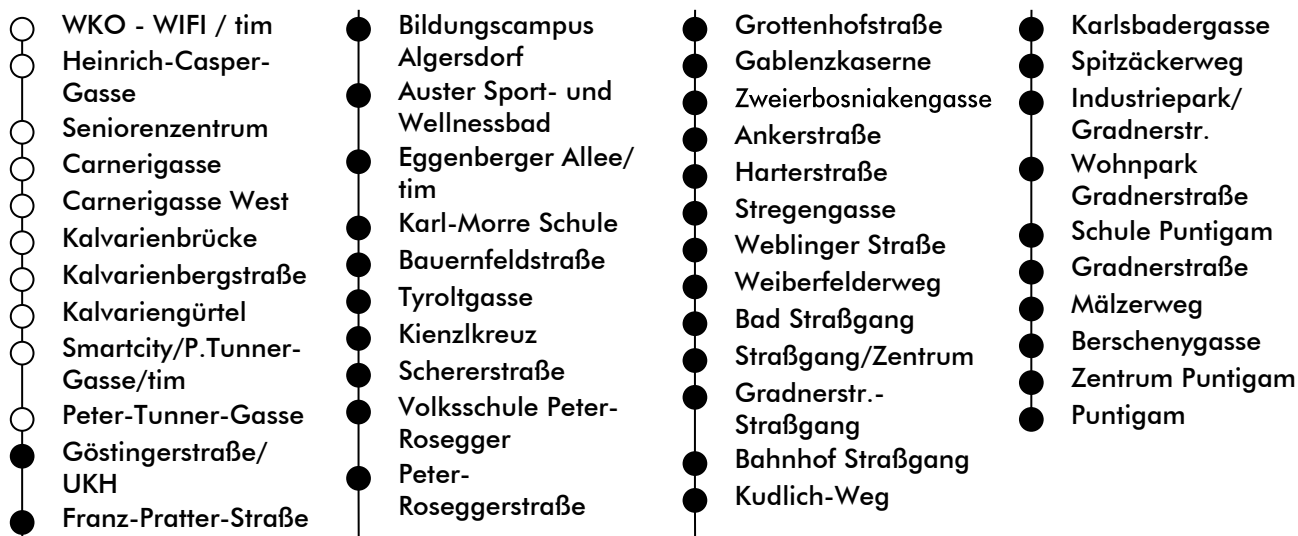 WKO - WIFI / tim
Heinrich-Casper-
Gasse
Seniorenzentrum
Carnerigasse
Carnerigasse West
Kalvarienbrücke
Kalvarienbergstraße
Kalvariengürtel
Smartcity/P.Tunner-
Gasse/tim
Peter-Tunner-Gasse
Göstingerstraße/
UKH
Franz-Pratter-Straße
Bildungscampus
Algersdorf
Auster Sport- und
Wellnessbad
Eggenberger Allee/
tim
Karl-Morre Schule
Bauernfeldstraße
Tyroltgasse
Kienzlkreuz
Schererstraße
Volksschule Peter-
Rosegger
Peter-
Roseggerstraße
Grottenhofstraße
Gablenzkaserne
Zweierbosniakengasse
Ankerstraße
Harterstraße
Stregengasse
Weblinger Straße
Weiberfelderweg
Bad Straßgang
Straßgang/Zentrum
Gradnerstr.-
Straßgang
Bahnhof Straßgang
Kudlich-Weg
Karlsbadergasse
Spitzäckerweg
Industriepark/
Gradnerstr.
Wohnpark
Gradnerstraße
Schule Puntigam
Gradnerstraße
Mälzerweg
Berschenygasse
Zentrum Puntigam
Puntigam